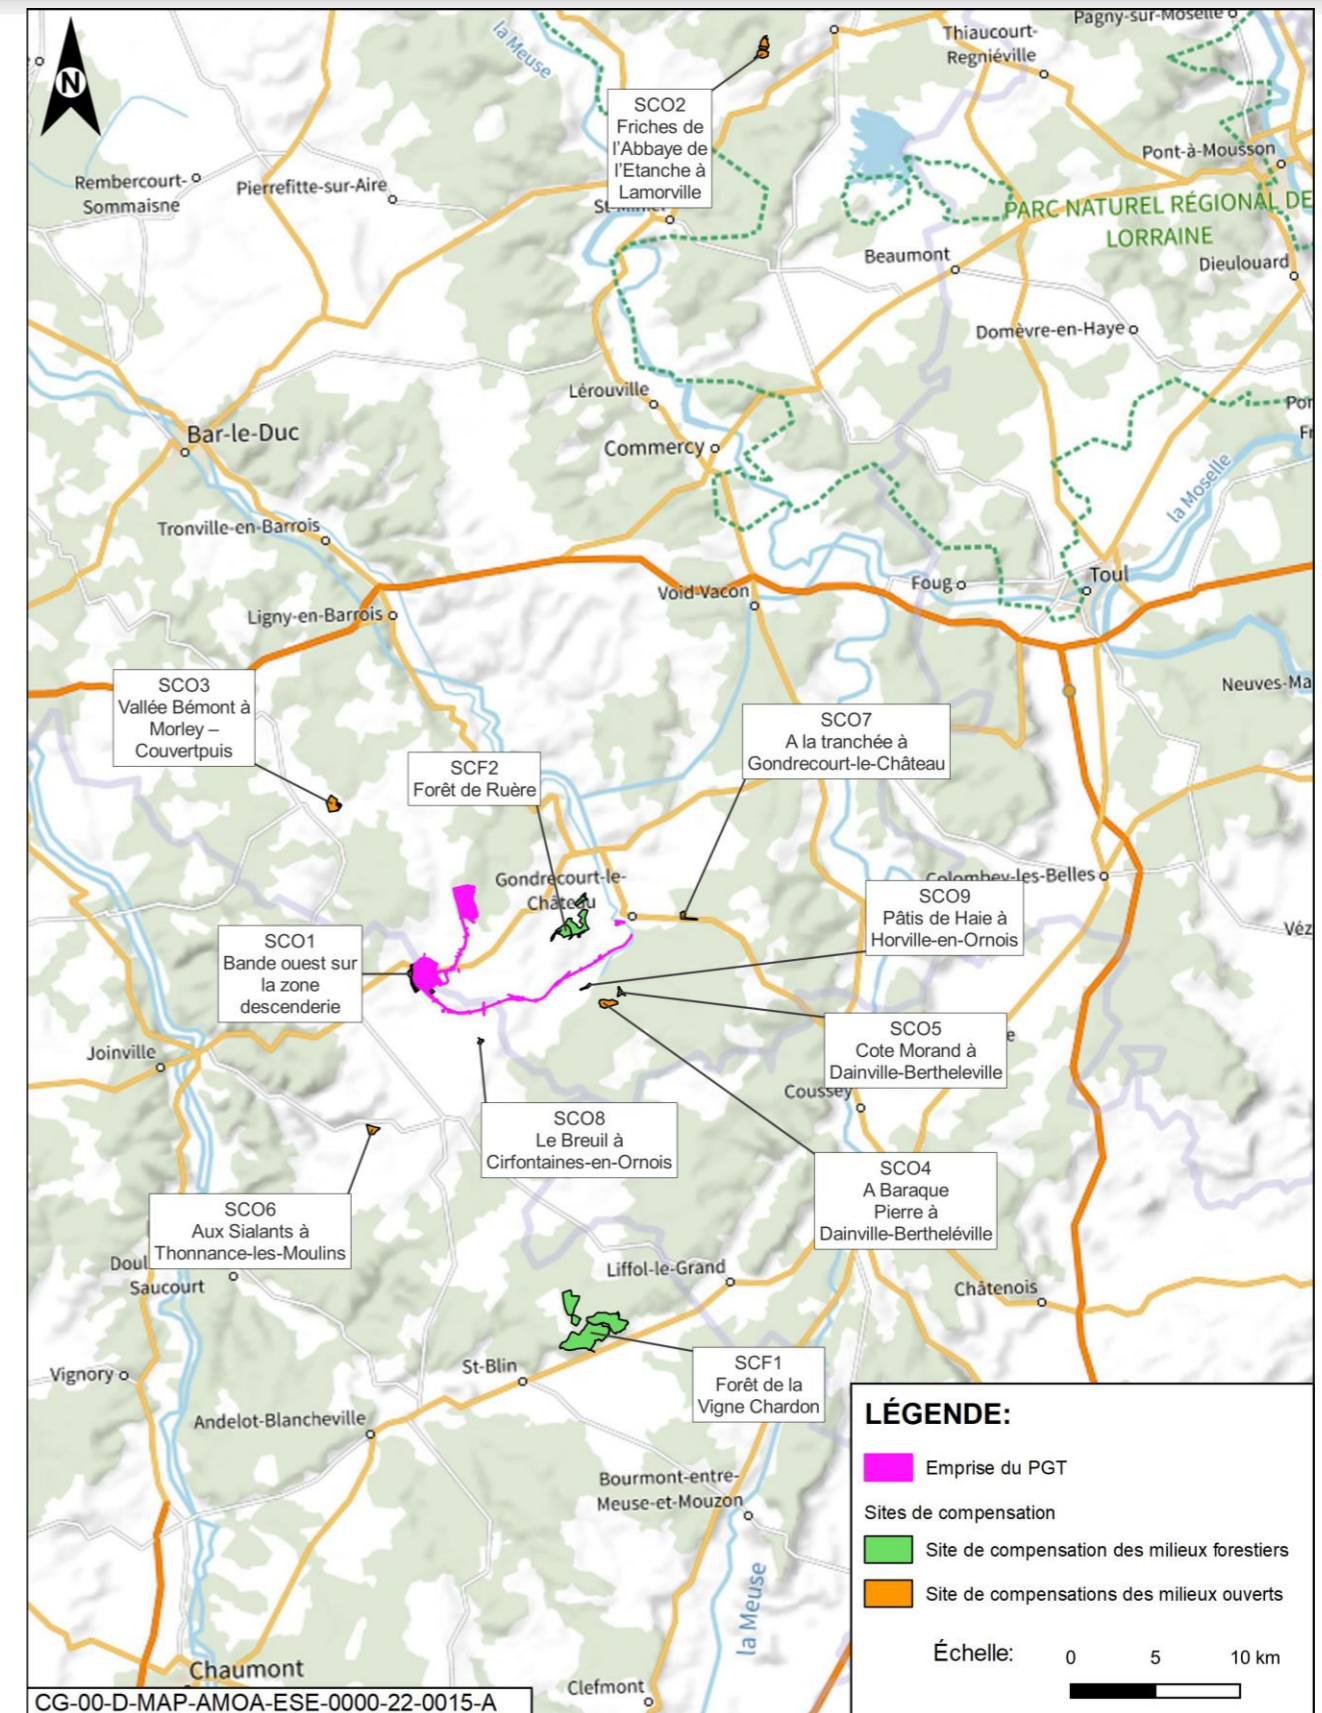 Pagny-sur-Moselle
la Meuse
Thiaucourt-
Regniéville
N
SCO2
Friches de
l'Abbaye de
l'Etanche à
Lamorville
Pont-à-Mousson
Rembercourt-
Sommaisne
Pierrefitte-sur-Aire
PARC NATUREL RÉGIONAL DE
LORRAINE
Beaumont
Dieulouard
Domèvre-en-Haye
Lérouville
Bar-le-Duc
Commercy
la Moselle
Tronville-en-Barrois
Foug
Toul
Void-Vacon
Ligny-en-Barrois
Neuves-Ma
SCO3
Vallée Bémont à
Morley –
Couvertpuis
SCO7
A la tranchée à
Gondrecourt-le-Château
SCF2
Forêt de Ruère
Gondrecourt-le-
Château
Colombey-les-Belles
SCO9
Pâtis de Haie à
Horville-en-Ornois
Véz
SCO1
Bande ouest sur
la zone
descenderie
SCO5
Cote Morand à
Dainville-Bertheleville
Joinville
Coussey
SCO8
Le Breuil à
Cirfontaines-en-Ornois
SCO4
A Baraque
Pierre à
Dainville-Bertheléville
SCO6
Aux Sialants à
Thonnance-les-Moulins
Doul
Saucourt
Liffol-le-Grand
Châtenois
SCF1
Forêt de la
Vigne Chardon
St-Blin
Vignory
Andelot-Blancheville
LÉGENDE:
Emprise du PGT
Sites de compensation
Site de compensation des milieux forestiers
Site de compensations des milieux ouverts
Échelle:
0 5 10 km
Bourmont-entre-
Meuse-et-Mouzon
la Meuse
Chaumont
Clefmont
CG-00-D-MAP-AMOA-ESE-0000-22-0015-A